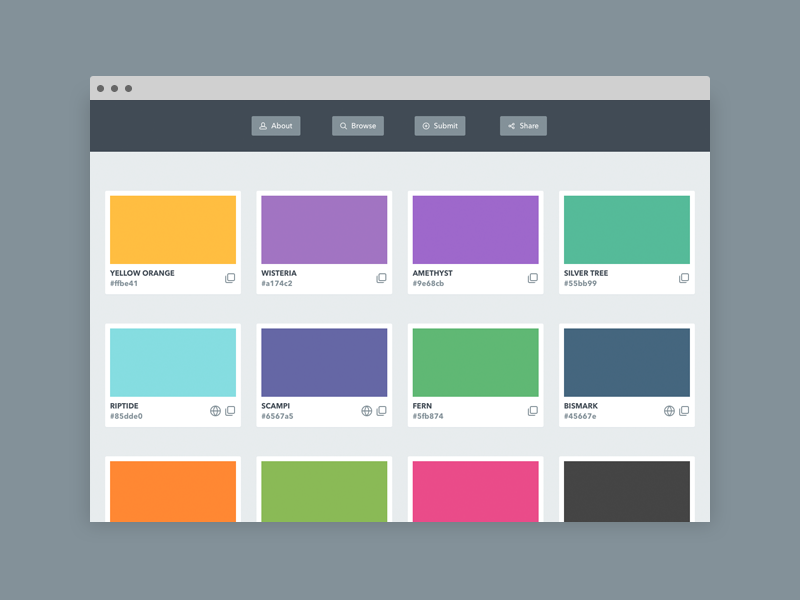 About
Browse
Submit
Share
YELLOW ORANGE
#ffbe41
WISTERIA
#a174c2
AMETHYST
#9e68cb
SILVER TREE
#55bb99
RIPTIDE
#85dde0
SCAMPI
#6567a5
FERN
#5fb874
BISMARK
#45667e